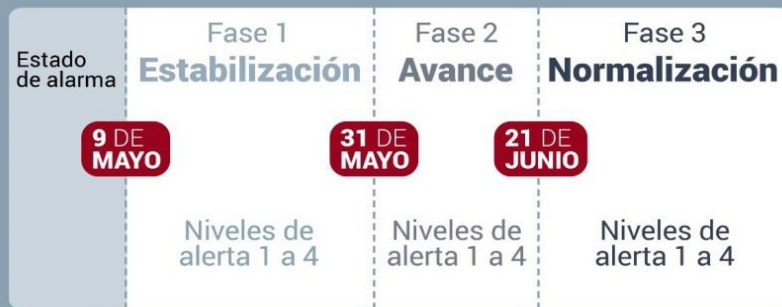 Estado
de alarma
Fase 1
Estabilización
Fase 2
Avance
Fase 3
Normalización
9 DE
MAYO
31 DE
MAYO
21 DE
JUNIO
Niveles de
alerta 1 a 4
Niveles de
alerta 1 a 4
Niveles de
alerta 1 a 4